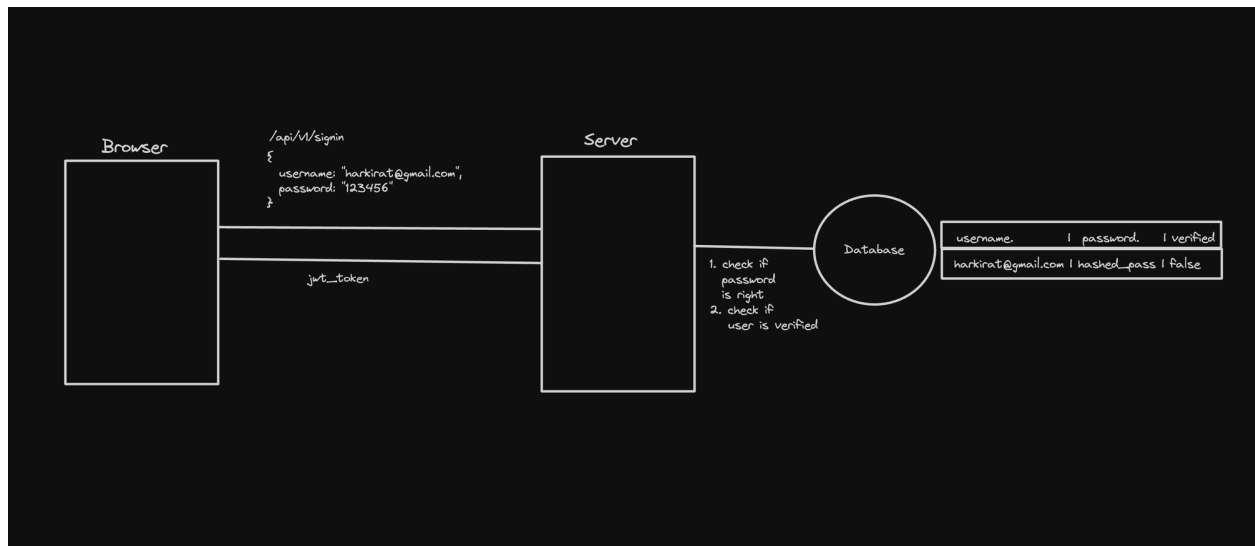 Browser
/api/v1/signin
{
username: "harkirat@gmail.com",
password: "123456"
}
jwt_token
Server
1. check if
password
is right
2. check if
user is verified
Database
username. | password. | verified
harkirat@gmail.com | hashed_pass | false